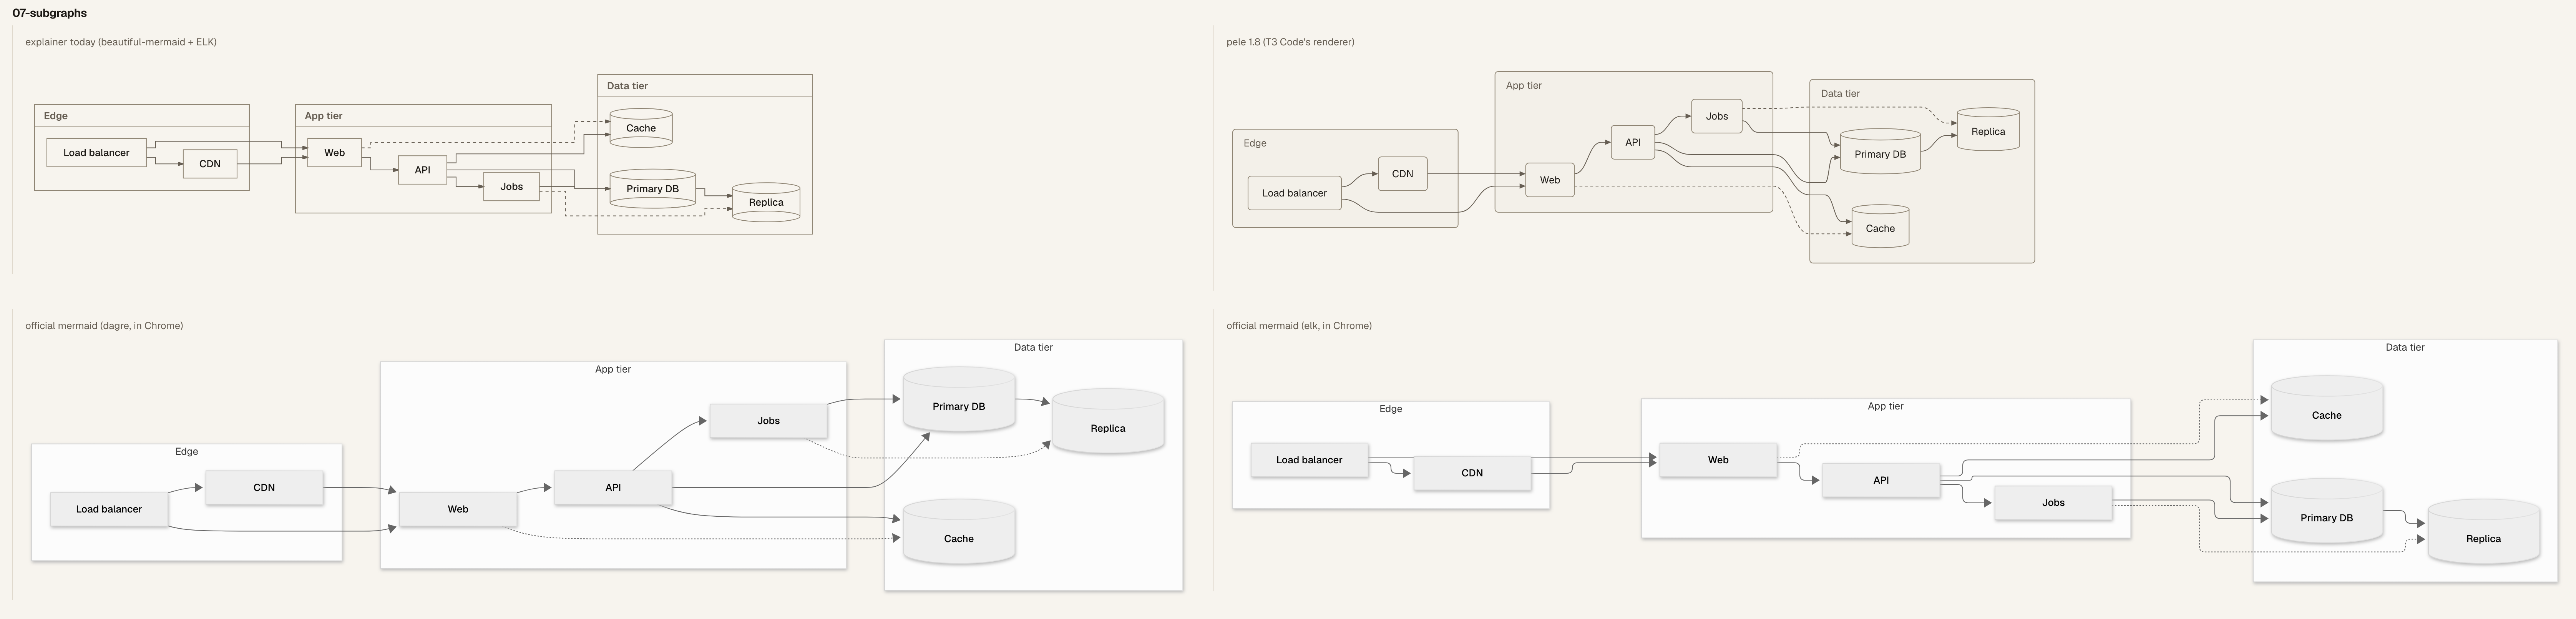 07-subgraphs
explainer today (beautiful-mermaid + ELK)
Edge
Load balancer
CDN
App tier
Web
API
Jobs
Data tier
Cache
Primary DB
Replica
pele 1.8 (T3 Code's renderer)
Edge
Load balancer
CDN
App tier
Web
API
Jobs
Data tier
Primary DB
Replica
Cache
official mermaid (dagre, in Chrome)
Edge
Load balancer
CDN
App tier
Web
API
Jobs
Data tier
Primary DB
Replica
Cache
official mermaid (elk, in Chrome)
Edge
Load balancer
CDN
App tier
Web
API
Jobs
Data tier
Cache
Primary DB
Replica